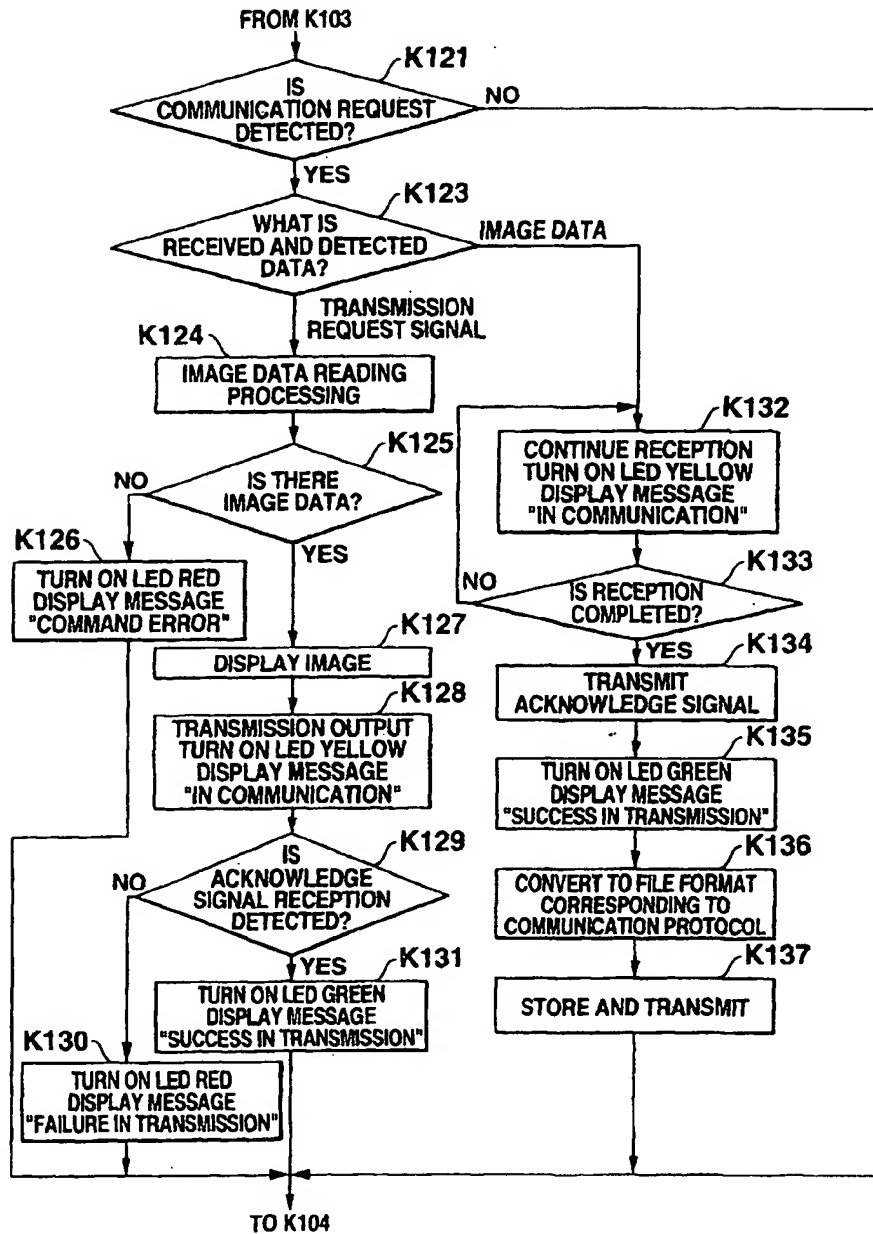 FROM K103
K121
IS
COMMUNICATION REQUEST
DETECTED?
NO
YES
K123
WHAT IS
RECEIVED AND DETECTED
DATA?
IMAGE DATA
TRANSMISSION
REQUEST SIGNAL
K124
IMAGE DATA READING
PROCESSING
K125
IS THERE
IMAGE DATA?
NO
YES
K126
TURN ON LED RED
DISPLAY MESSAGE
"COMMAND ERROR"
K127
DISPLAY IMAGE
K128
TRANSMISSION OUTPUT
TURN ON LED YELLOW
DISPLAY MESSAGE
"IN COMMUNICATION"
K129
IS
ACKNOWLEDGE
SIGNAL RECEPTION
DETECTED?
NO
YES
K131
TURN ON LED GREEN
DISPLAY MESSAGE
"SUCCESS IN TRANSMISSION"
K130
TURN ON LED RED
DISPLAY MESSAGE
"FAILURE IN TRANSMISSION"
K132
CONTINUE RECEPTION
TURN ON LED YELLOW
DISPLAY MESSAGE
"IN COMMUNICATION"
K133
IS RECEPTION
COMPLETED?
NO
YES
K134
TRANSMIT
ACKNOWLEDGE SIGNAL
K135
TURN ON LED GREEN
DISPLAY MESSAGE
"SUCCESS IN TRANSMISSION"
K136
CONVERT TO FILE FORMAT
CORRESPONDING TO
COMMUNICATION PROTOCOL
K137
STORE AND TRANSMIT
TO K104